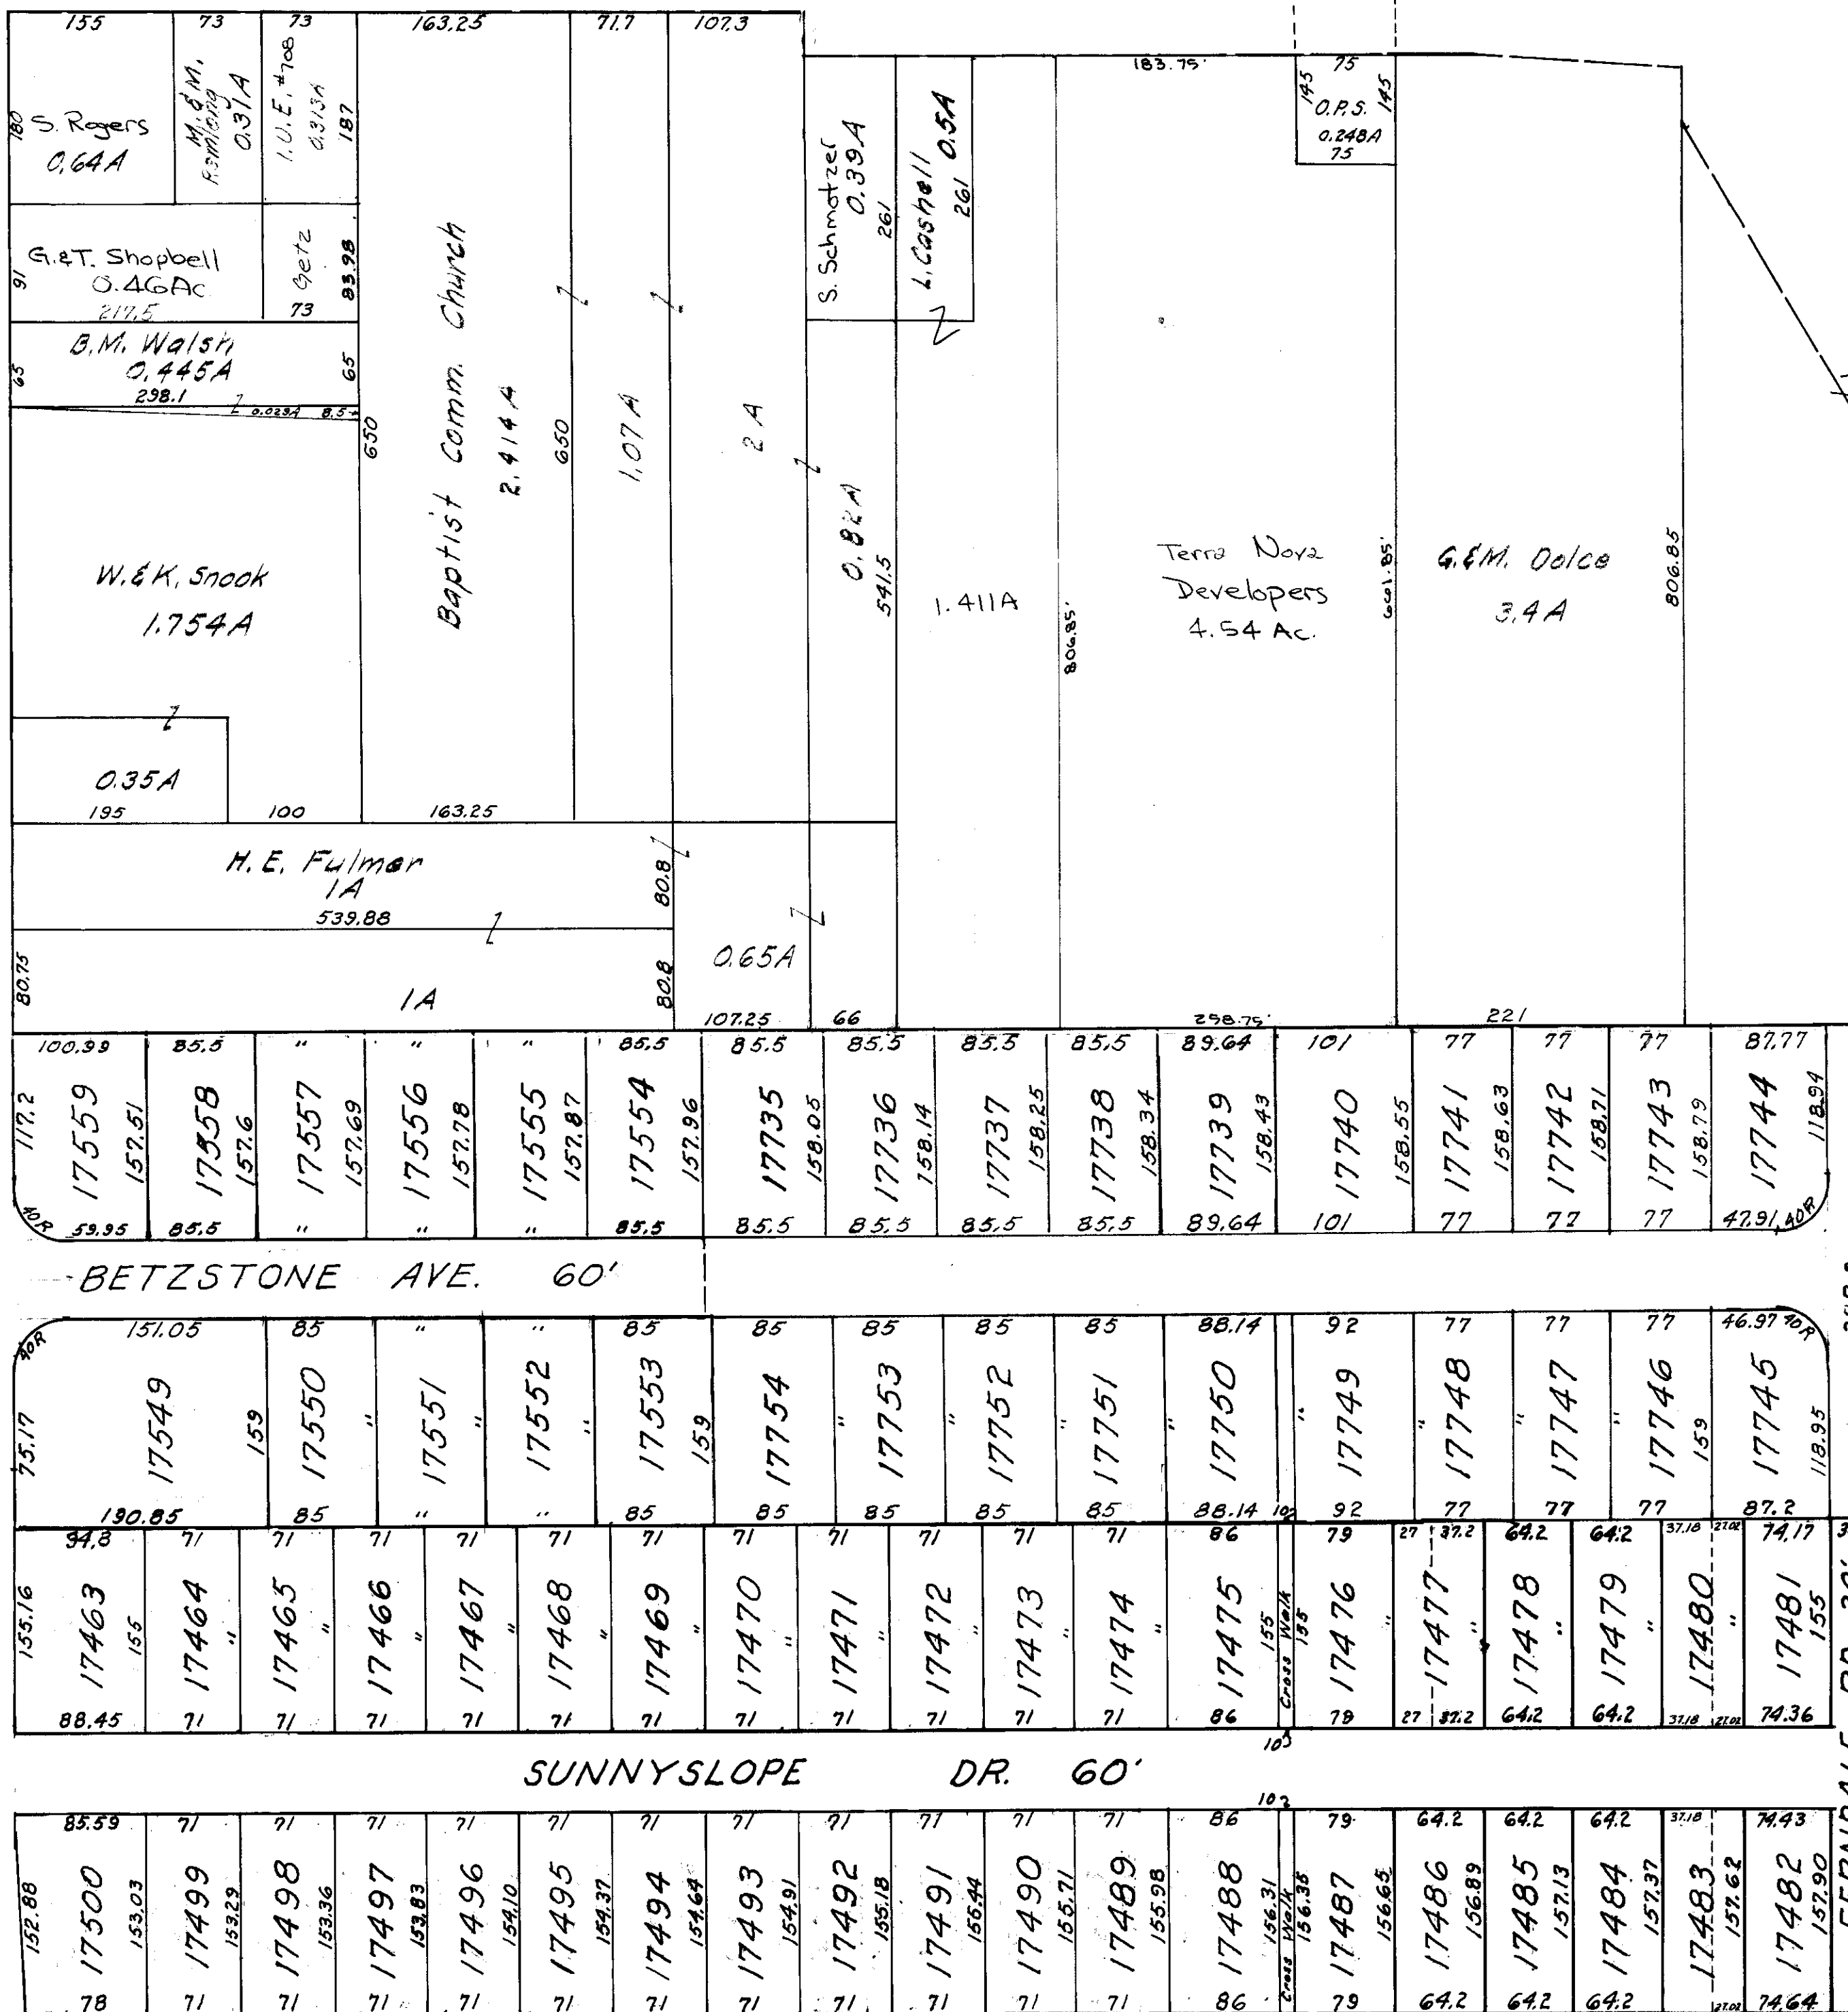 155 73 73 163.25 71.7 107.3
183.75' 75
180 S. Rogers
0.64A
M. & M.
0.31A
I.U.E. #708
0.313A
187
145 O.P.S. 145
0.248A
75
S. Schmotzer
0.39A
261
L. Cashell
0.5A
261
91 G.&T. Shopbell
0.46Ac
217.5
Getz
83.98
73
B.M. Walsh
0.445A
65 65
298.1
0.029A 8.5
650
Baptist Comm. Church
2.414A
650
1.07A
2A
0.82A
541.5
1.411A
806.85'
Terra Nova
Developers
4.54 Ac.
601.85'
G.&M. Dolce
3.4A
806.85
W.&K. Snook
1.754A
0.35A
195 100 163.25
H.E. Fulmer
1A
539.88
80.8
80.75
1A
80.8
0.65A
107.25 66 298.75' 221
100.99 85.5 " " " 85.5 85.5 85.5 85.5 85.5 89.64 101 77 77 77 87.77
117.2 17559 157.51 17558 157.6 17557 157.69 17556 157.78 17555 157.87 17554 157.96 17735 158.05 17736 158.14 17737 158.25 17738 158.34 17739 158.43 17740 158.55 17741 158.63 17742 158.71 17743 158.79 17744 118.94
40R 59.95 85.5 " " " 85.5 85.5 85.5 85.5 85.5 89.64 101 77 77 77 47.91 40R
BETZSTONE AVE. 60'
40R 151.05 85 " " 85 85 85 85 85 88.14 92 77 77 77 46.97 40R
75.17 17549 159 17550 " 17551 " 17552 " 17553 159 17754 " 17753 " 17752 " 17751 " 17750 " 17749 " 17748 " 17747 " 17746 159 17745 118.95
190.85 85 " " 85 85 85 85 85 88.14 10 92 77 77 77 87.2
94.8 71 71 71 71 71 71 71 71 71 71 71 86 79 27 37.2 64.2 64.2 37.18 27.02 74.17
155.16 17463 155 17464 " 17465 " 17466 " 17467 " 17468 " 17469 " 17470 " 17471 " 17472 " 17473 " 17474 " 17475 155 Cross Walk 155 17476 " 17477 " 17478 " 17479 " 17480 " 17481 155
88.45 71 71 71 71 71 71 71 71 71 71 71 86 79 27 37.2 64.2 64.2 37.18 27.02 74.36
10
SUNNYSLOPE DR. 60'
10
85.59 71 71 71 71 71 71 71 71 71 71 71 86 79 64.2 64.2 64.2 37.18 74.43
152.88 17500 153.03 17499 153.29 17498 153.36 17497 153.83 17496 154.10 17495 154.37 17494 154.64 17493 154.91 17492 155.18 17491 155.44 17490 155.71 17489 155.98 17488 156.31 Cross Walk 156.35 17487 156.65 17486 156.89 17485 157.13 17484 157.37 17483 157.62 17482 157.90
78 71 71 71 71 71 71 71 71 71 71 71 86 79 64.2 64.2 64.2 27.02 74.64